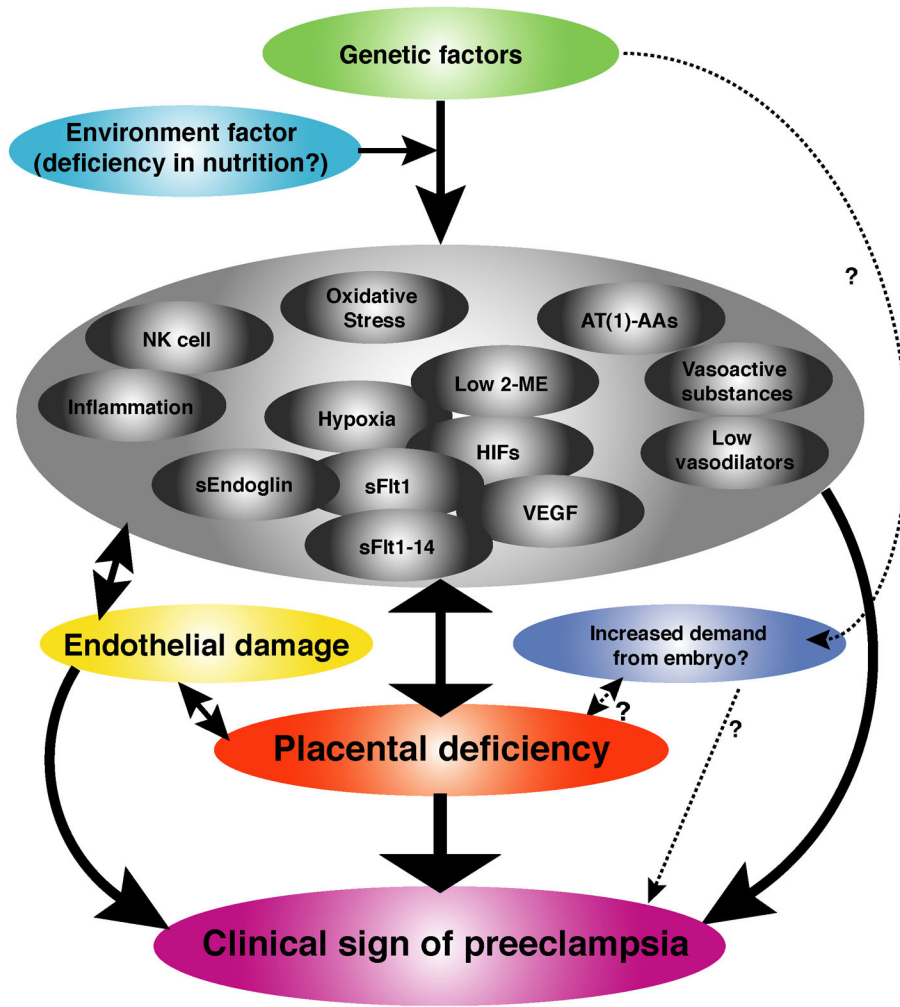 Genetic factors
Environment factor
(deficiency in nutrition?)
?
Oxidative
Stress
AT(1)-AAs
NK cell
Vasoactive
substances
Low 2-ME
Inflammation
Hypoxia
Low
vasodilators
HIFs
sEndoglin
sFlt1
VEGF
sFlt1-14
Endothelial damage
Increased demand
from embryo?
?
?
Placental deficiency
Clinical sign of preeclampsia